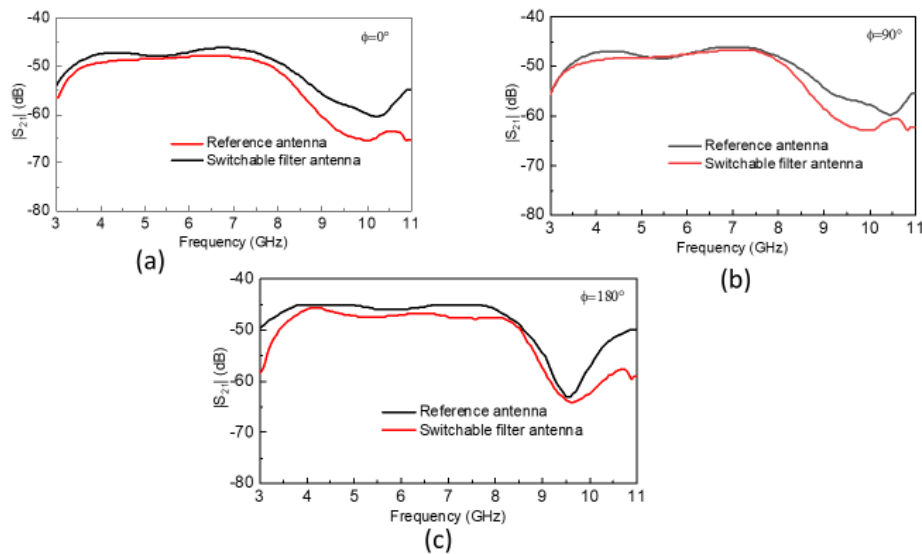 -40
-50
-60
-70
-80
|S21| (dB)
ϕ=0°
Reference antenna
Switchable filter antenna
3 4 5 6 7 8 9 10 11
Frequency (GHz)
(a)
-40
-50
-60
-70
-80
|S21| (dB)
ϕ=90°
Reference antenna
Switchable filter antenna
3 4 5 6 7 8 9 10 11
Frequency (GHz)
(b)
-40
-50
-60
-70
-80
|S21| (dB)
ϕ=180°
Reference antenna
Switchable filter antenna
3 4 5 6 7 8 9 10 11
Frequency (GHz)
(c)